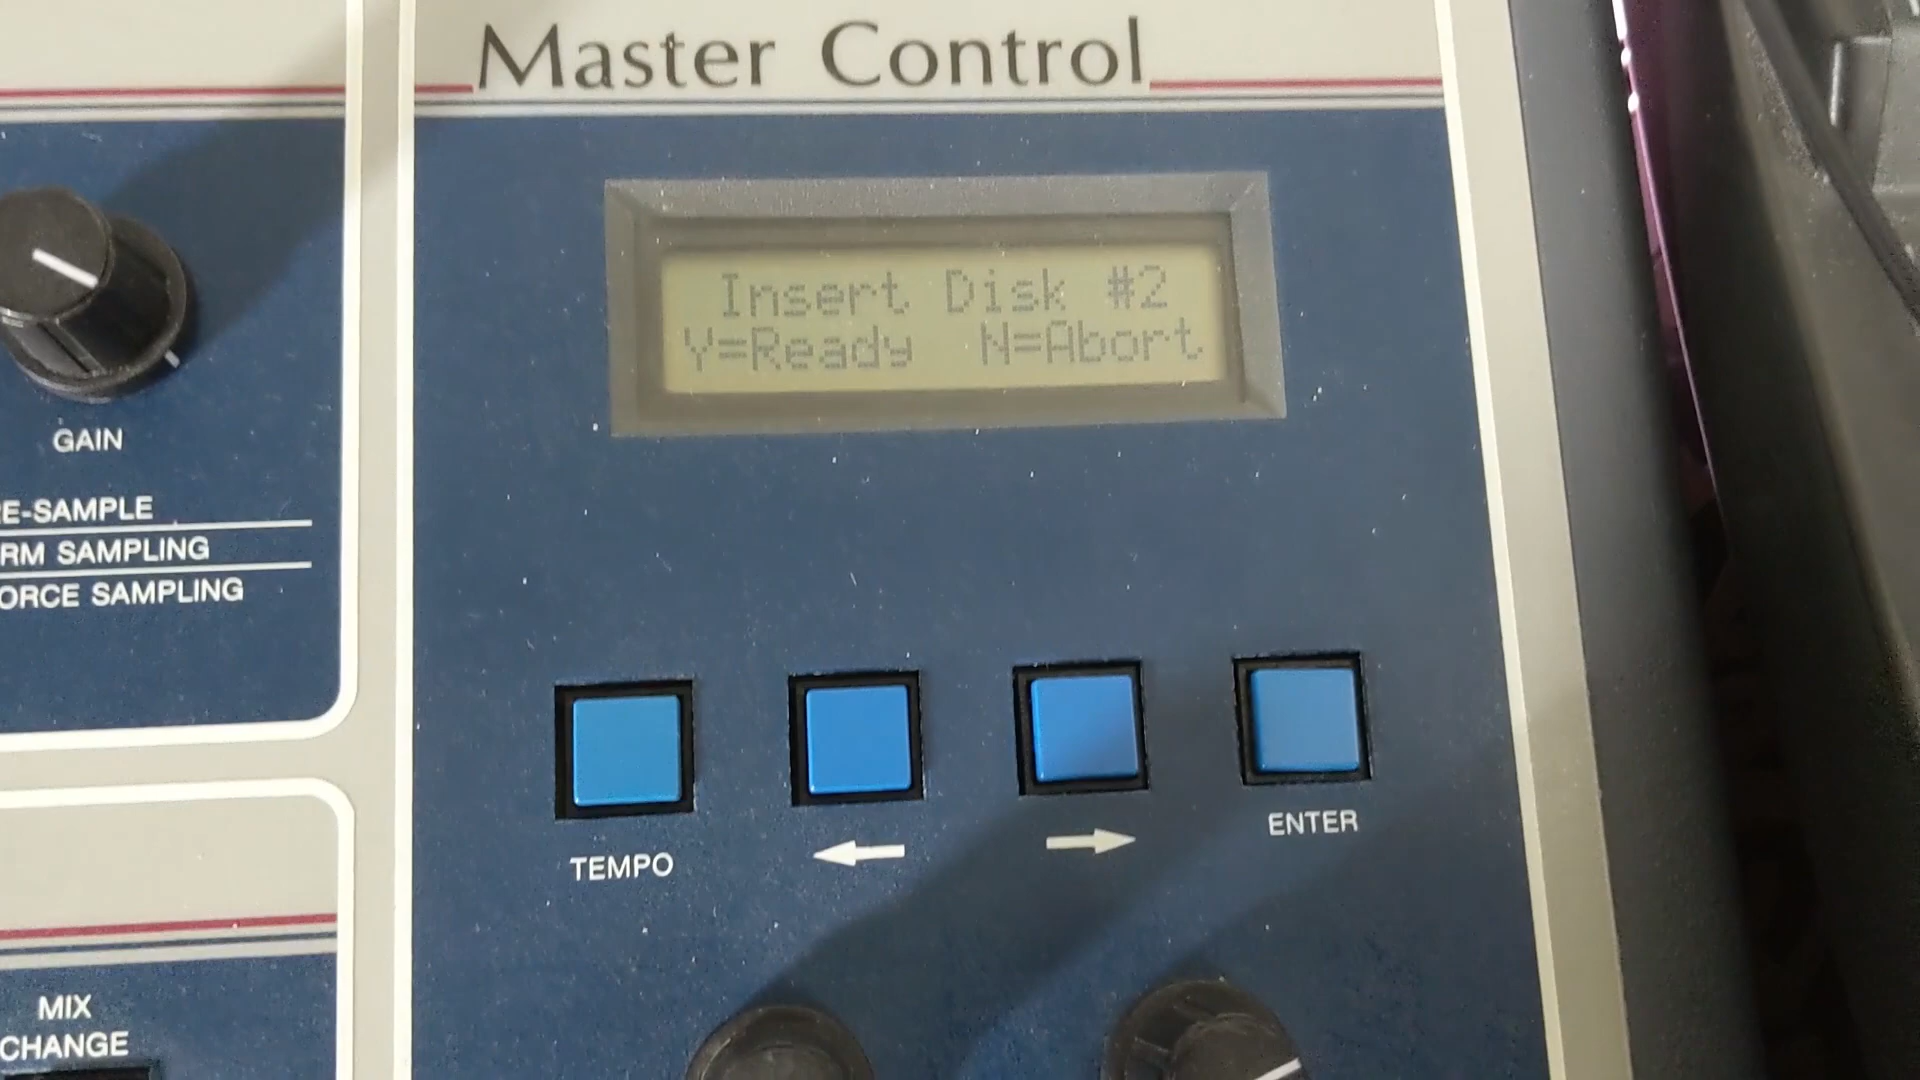 Master Control
Insert Disk #2
Y=Ready N=Abort
GAIN
E-SAMPLE
RM SAMPLING
ORCE SAMPLING
TEMPO
ENTER
MIX
CHANGE